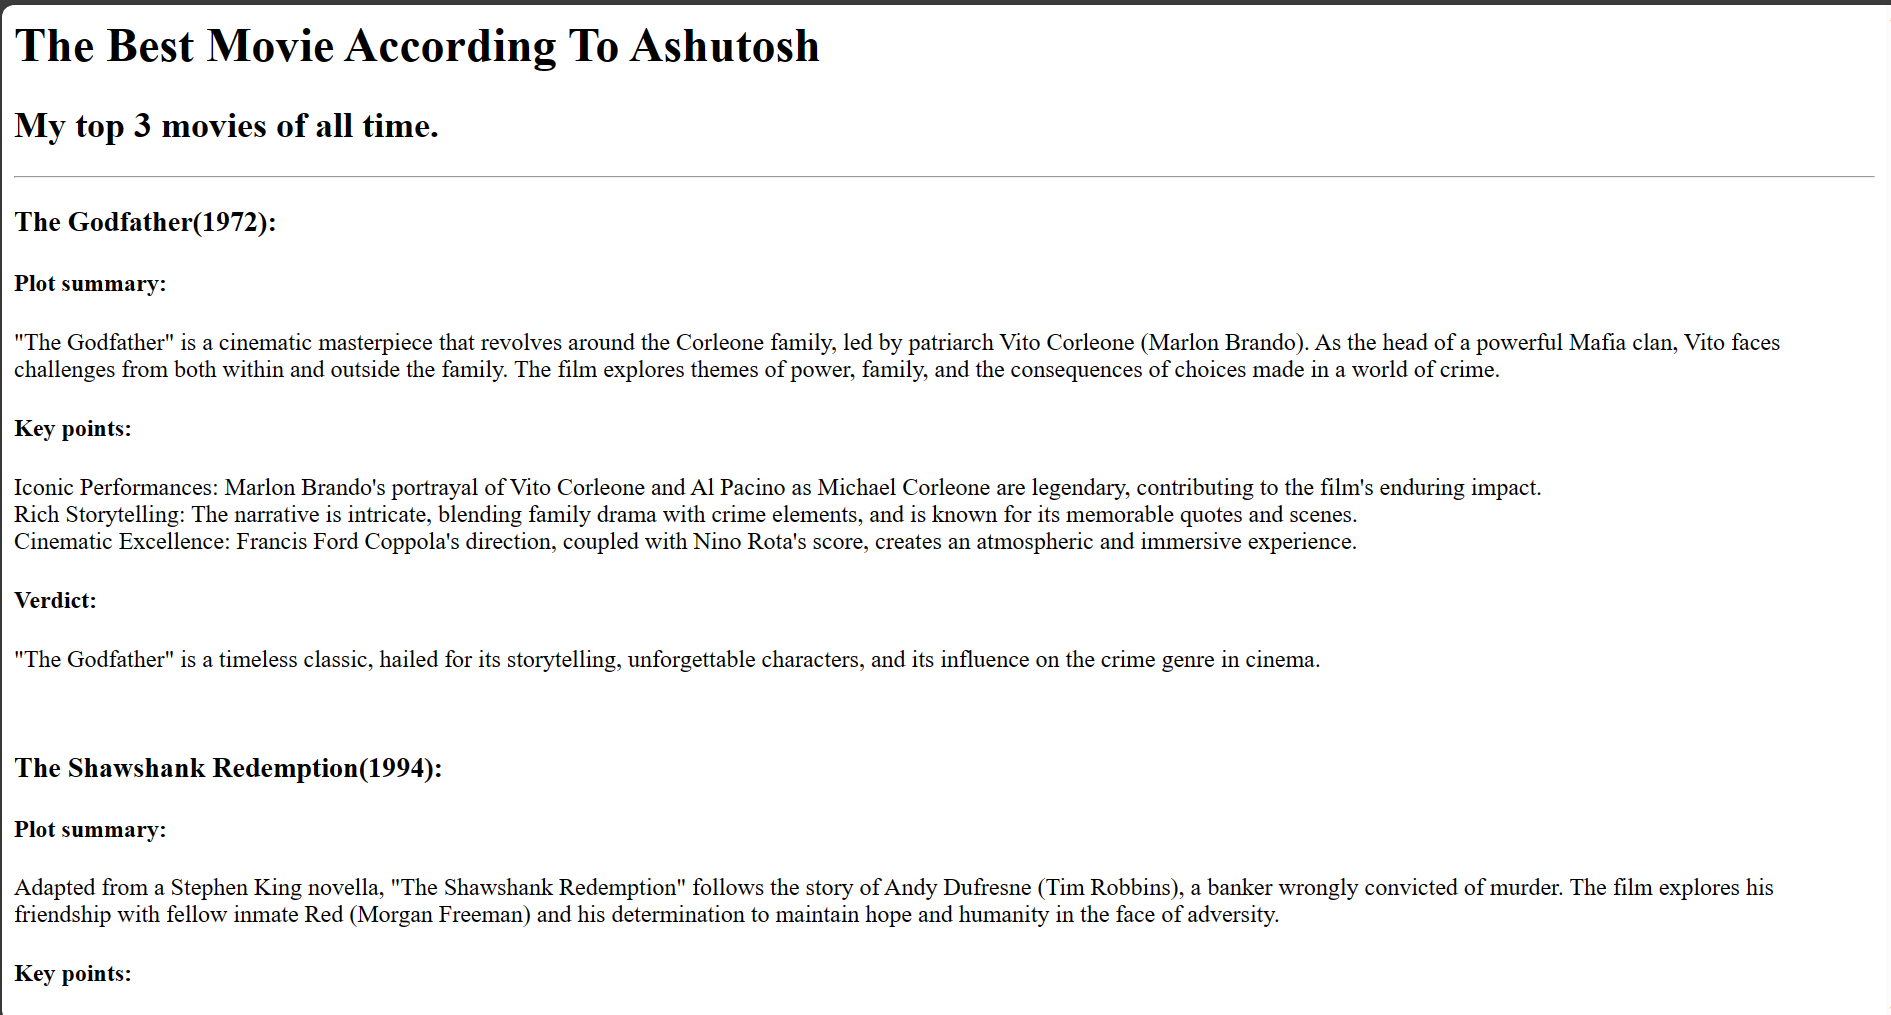 The Best Movie According To Ashutosh
My top 3 movies of all time.
The Godfather(1972):
Plot summary:
"The Godfather" is a cinematic masterpiece that revolves around the Corleone family, led by patriarch Vito Corleone (Marlon Brando). As the head of a powerful Mafia clan, Vito faces
challenges from both within and outside the family. The film explores themes of power, family, and the consequences of choices made in a world of crime.
Key points:
Iconic Performances: Marlon Brando's portrayal of Vito Corleone and Al Pacino as Michael Corleone are legendary, contributing to the film's enduring impact.
Rich Storytelling: The narrative is intricate, blending family drama with crime elements, and is known for its memorable quotes and scenes.
Cinematic Excellence: Francis Ford Coppola's direction, coupled with Nino Rota's score, creates an atmospheric and immersive experience.
Verdict:
"The Godfather" is a timeless classic, hailed for its storytelling, unforgettable characters, and its influence on the crime genre in cinema.
The Shawshank Redemption(1994):
Plot summary:
Adapted from a Stephen King novella, "The Shawshank Redemption" follows the story of Andy Dufresne (Tim Robbins), a banker wrongly convicted of murder. The film explores his
friendship with fellow inmate Red (Morgan Freeman) and his determination to maintain hope and humanity in the face of adversity.
Key points: